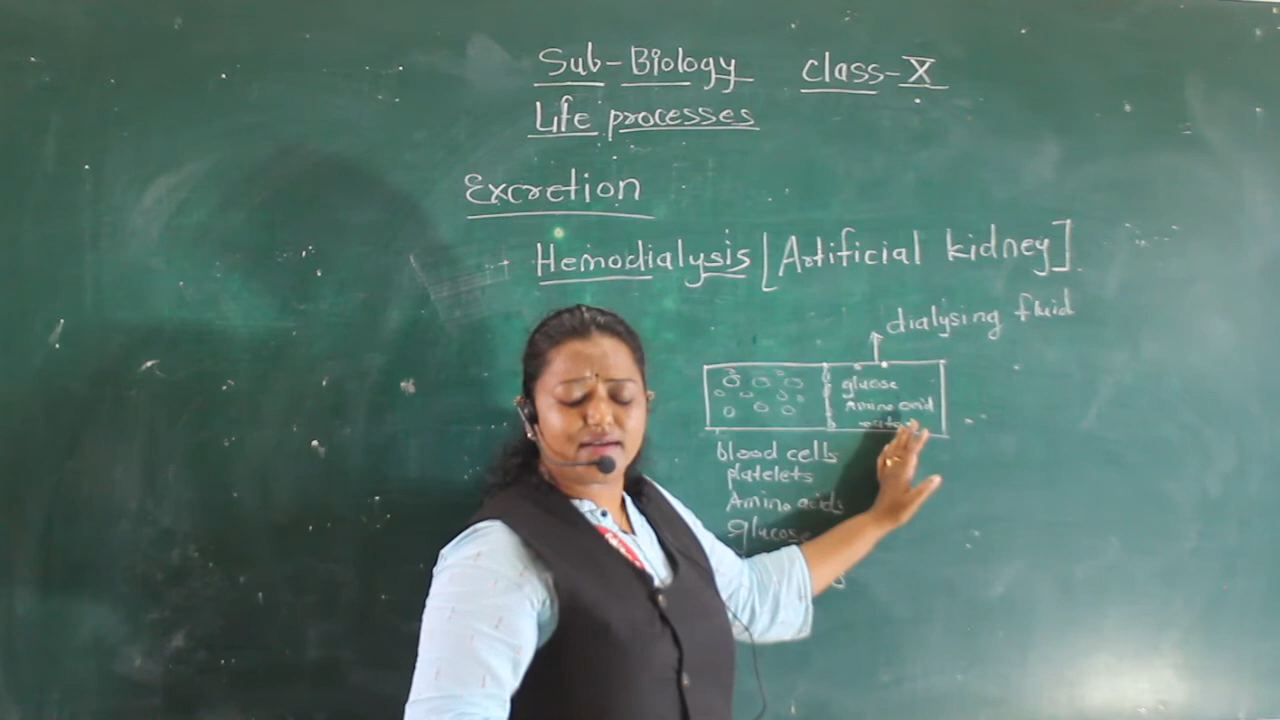 Sub-Biology class-X
Life processes
Excretion
Hemodialysis [Artificial kidney]
dialysing fluid
glucose
Amino acid
blood cells
platelets
Amino acids
glucose